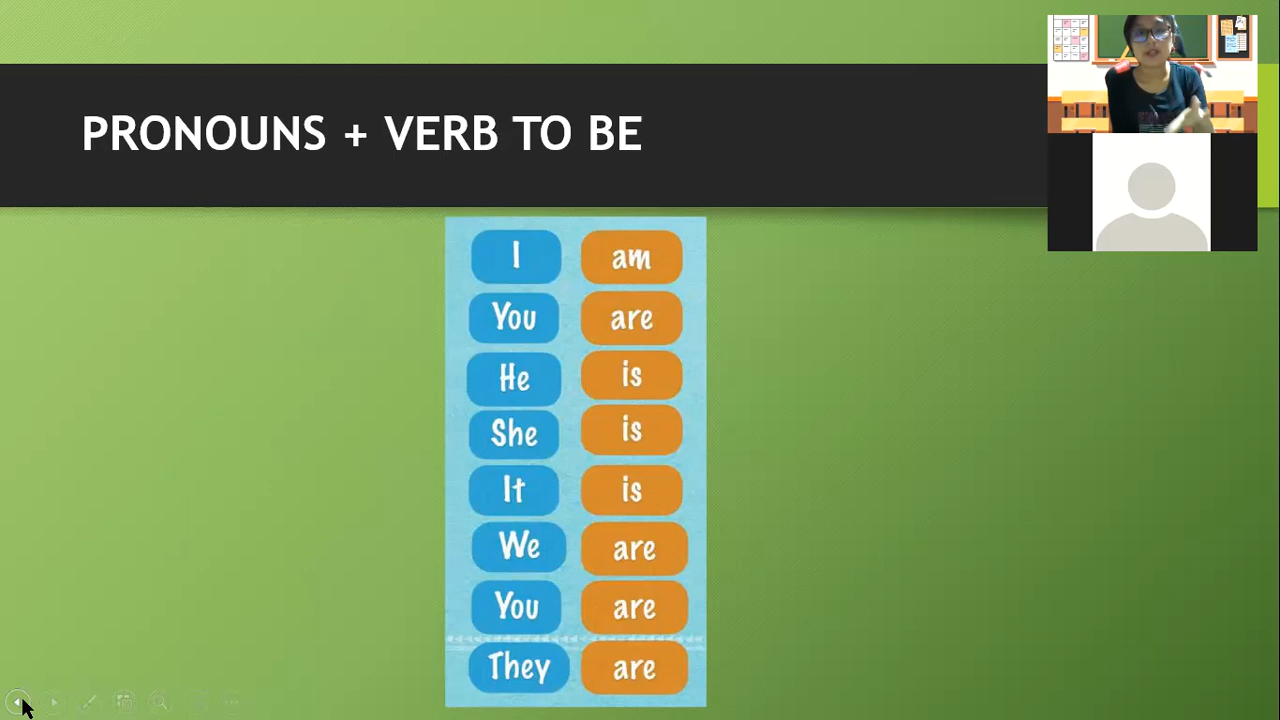 PRONOUNS + VERB TO BE
I am
You are
He is
She is
It is
We are
You are
They are